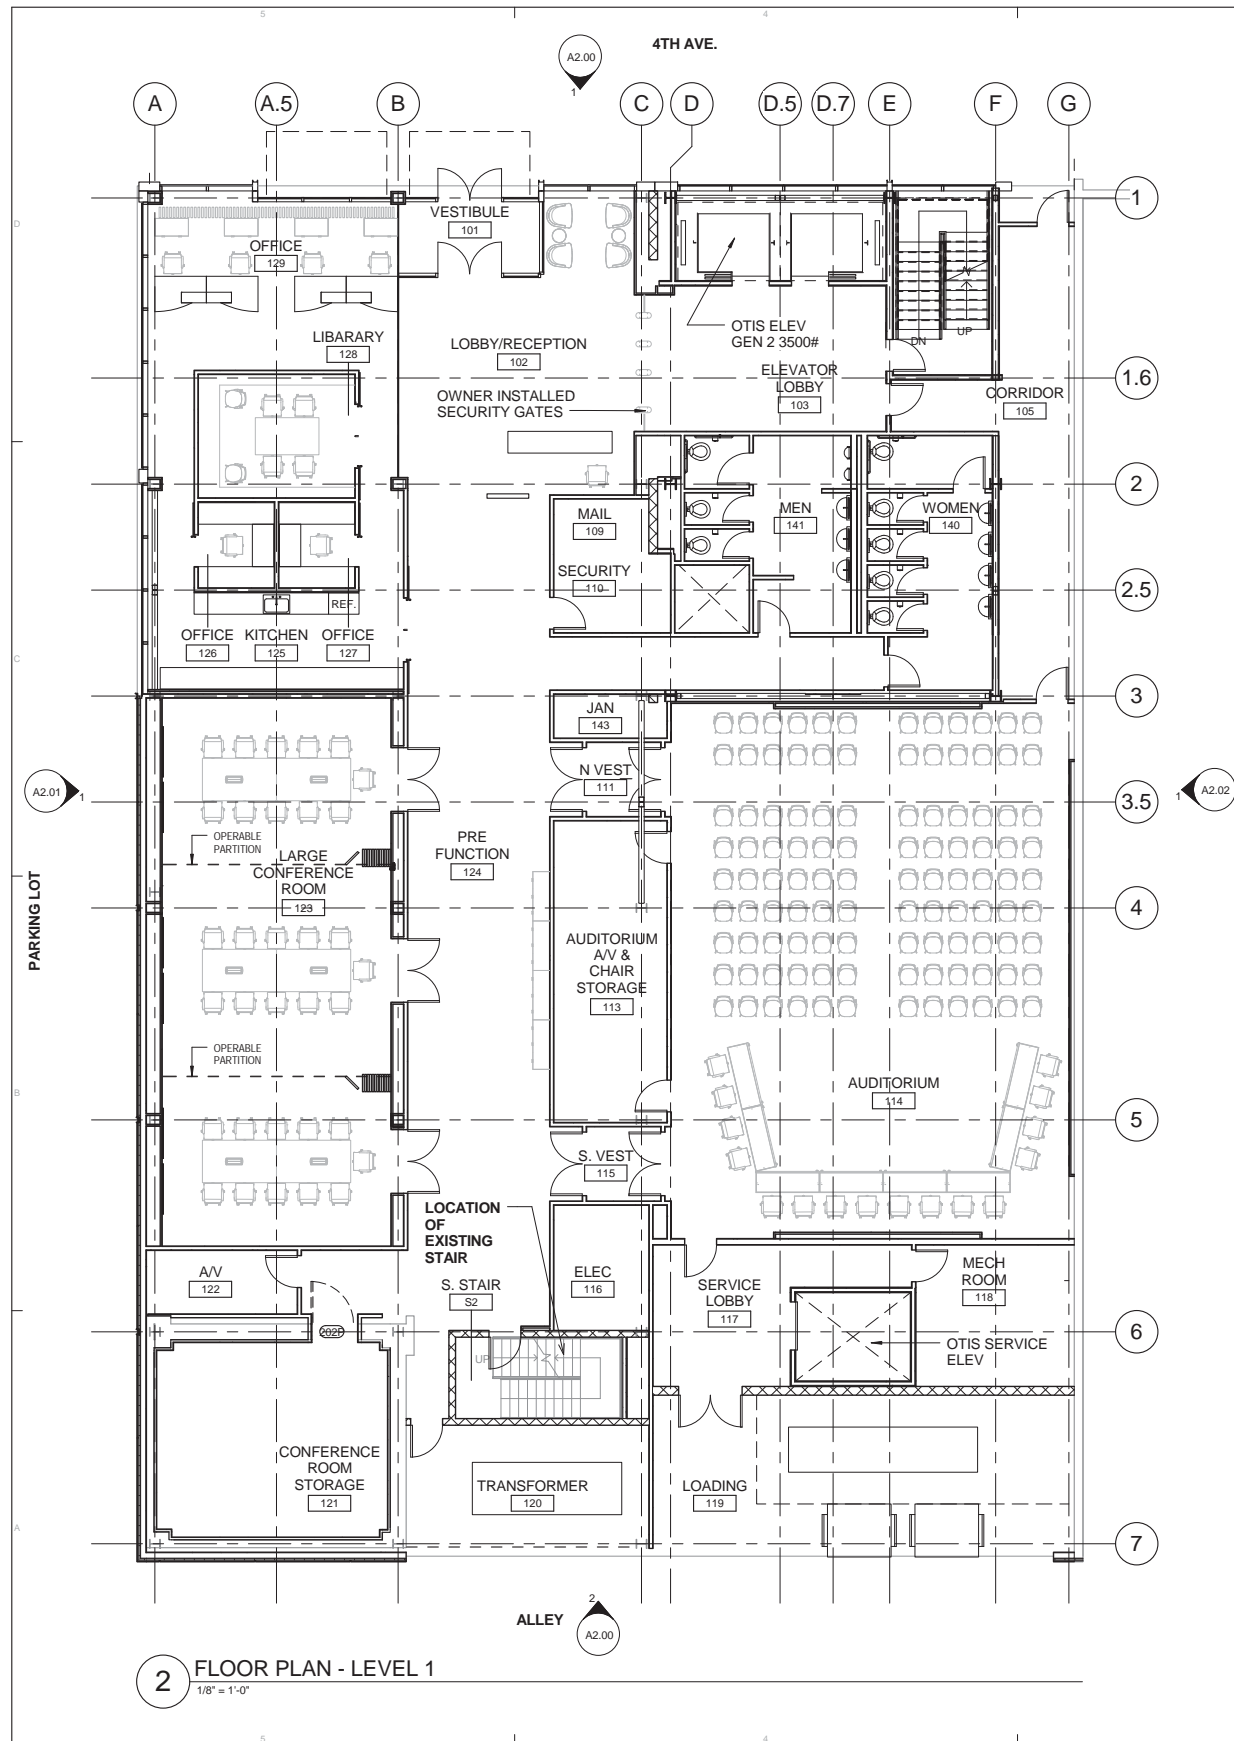 5
4
4TH AVE.
A2.00
1
A
A.5
B
C
D
D.5
D.7
E
F
G
1
VESTIBULE
101
D
OFFICE
129
OTIS ELEV
GEN 2 3500#
DN
UP
LIBARARY
128
LOBBY/RECEPTION
102
ELEVATOR
LOBBY
103
1.6
OWNER INSTALLED
SECURITY GATES
CORRIDOR
105
2
MAIL
109
MEN
141
WOMEN
140
SECURITY
110
2.5
REF.
OFFICE
126
KITCHEN
125
OFFICE
127
C
3
JAN
143
N VEST
111
A2.01
1
1
A2.02
3.5
OPERABLE
PARTITION
PRE
FUNCTION
124
LARGE
CONFERENCE
ROOM
123
4
PARKING LOT
AUDITORIUM
A/V &
CHAIR
STORAGE
113
OPERABLE
PARTITION
B
AUDITORIUM
114
5
S. VEST
115
LOCATION
OF
EXISTING
STAIR
A/V
122
S. STAIR
S2
ELEC
116
SERVICE
LOBBY
117
MECH
ROOM
118
202P
6
OTIS SERVICE
ELEV
UP
CONFERENCE
ROOM
STORAGE
121
TRANSFORMER
120
LOADING
119
A
7
2
ALLEY
A2.00
2
FLOOR PLAN - LEVEL 1
1/8" = 1'-0"
5
4